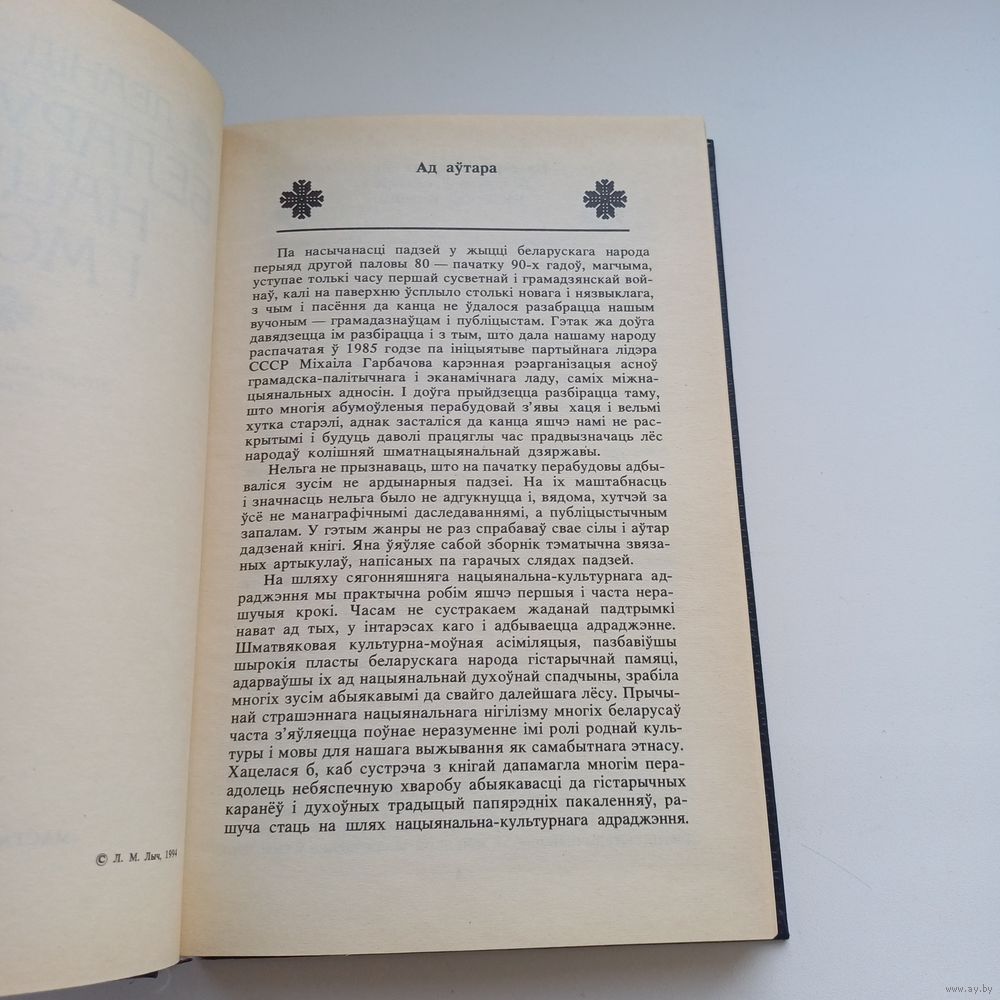 © Л. М. Лыч, 1994
Ад аўтара
Па насычанасці падзей у жыцці беларускага народа
перыяд другой паловы 80 — пачатку 90-х гадоў, магчыма,
уступае толькі часу першай сусветнай і грамадзянскай вой-
наў, калі на паверхню ўсплыло столькі новага і нязвыклага,
з чым і пасёння да канца не ўдалося разабрацца нашым
вучоным — грамадазнаўцам і публіцыстам. Гэтак жа доўга
давядзецца ім разбірацца і з тым, што дала нашаму народу
распачатая ў 1985 годзе па ініцыятыве партыйнага лідэра
СССР Міхаіла Гарбачова карэнная рэарганізацыя асноў
грамадска-палітычнага і эканамічнага ладу, саміх міжна-
цыянальных адносін. І доўга прыйдзецца разбірацца таму,
што многія абумоўленыя перабудовай з'явы хаця і вельмі
хутка старэлі, аднак засталіся да канца яшчэ намі не рас-
крытымі і будуць даволі працяглы час прадвызначаць лёс
народаў колішняй шматнацыянальнай дзяржавы.
Нельга не прызнаваць, што на пачатку перабудовы адбы-
валіся зусім не ардынарныя падзеі. На іх маштабнасць
і значнасць нельга было не адгукнуцца і, вядома, хутчэй за
ўсё не манаграфічнымі даследаваннямі, а публіцыстычным
запалам. У гэтым жанры не раз спрабаваў свае сілы і аўтар
дадзенай кнігі. Яна ўяўляе сабой зборнік тэматычна звяза-
ных артыкулаў, напісаных па гарачых слядах падзей.
На шляху сягонняшняга нацыянальна-культурнага ад-
раджэння мы практычна робім яшчэ першыя і часта нера-
шучыя крокі. Часам не сустракаем жаданай падтрымкі
нават ад тых, у інтарэсах каго і адбываецца адраджэнне.
Шматвяковая культурна-моўная асіміляцыя, пазбавіўшы
шырокія пласты беларускага народа гістарычнай памяці,
адарваўшы іх ад нацыянальнай духоўнай спадчыны, зрабіла
многіх зусім абыякавымі да свайго далейшага лёсу. Прычы-
най страшэннага нацыянальнага нігілізму многіх беларусаў
часта з'яўляецца поўнае неразуменне імі ролі роднай куль-
туры і мовы для нашага выжывання як самабытнага этнасу.
Хацелася б, каб сустрэча з кнігай дапамагла многім пера-
адолець небяспечную хваробу абыякавасці да гістарычных
каранёў і духоўных традыцый папярэдніх пакаленняў, ра-
шуча стаць на шлях нацыянальна-культурнага адраджэння.
© www.ay.by